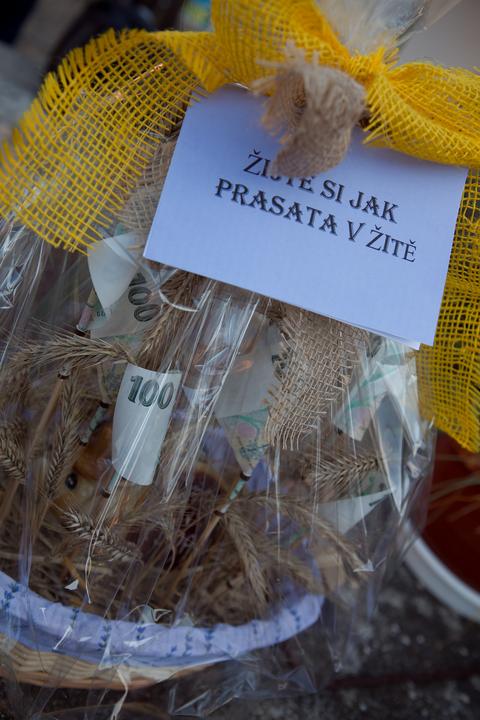 ŽIJTE SI JAK
PRASATA V ŽITĚ
100
100